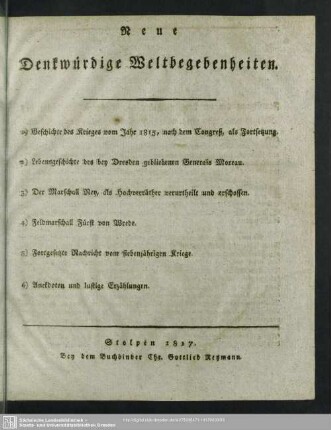 Neue
Denkwürdige Weltbegebenheiten.
1) Geschichte des Krieges vom Jahr 1815, nach dem Congreß, als Fortsetzung.
2) Lebensgeschichte des bey Dresden gebliebenen Generals Moreau.
3) Der Marschall Ney, als Hochverräther verurtheilt und erschossen.
4) Feldmarschall Fürst von Wrede.
5) Fortgesetzte Nachricht vom siebenjährigen Kriege.
6) Anekdoten und lustige Erzählungen.
Stolpen 1817.
Bey dem Buchbinder Chr. Gottlieb Retzmann.